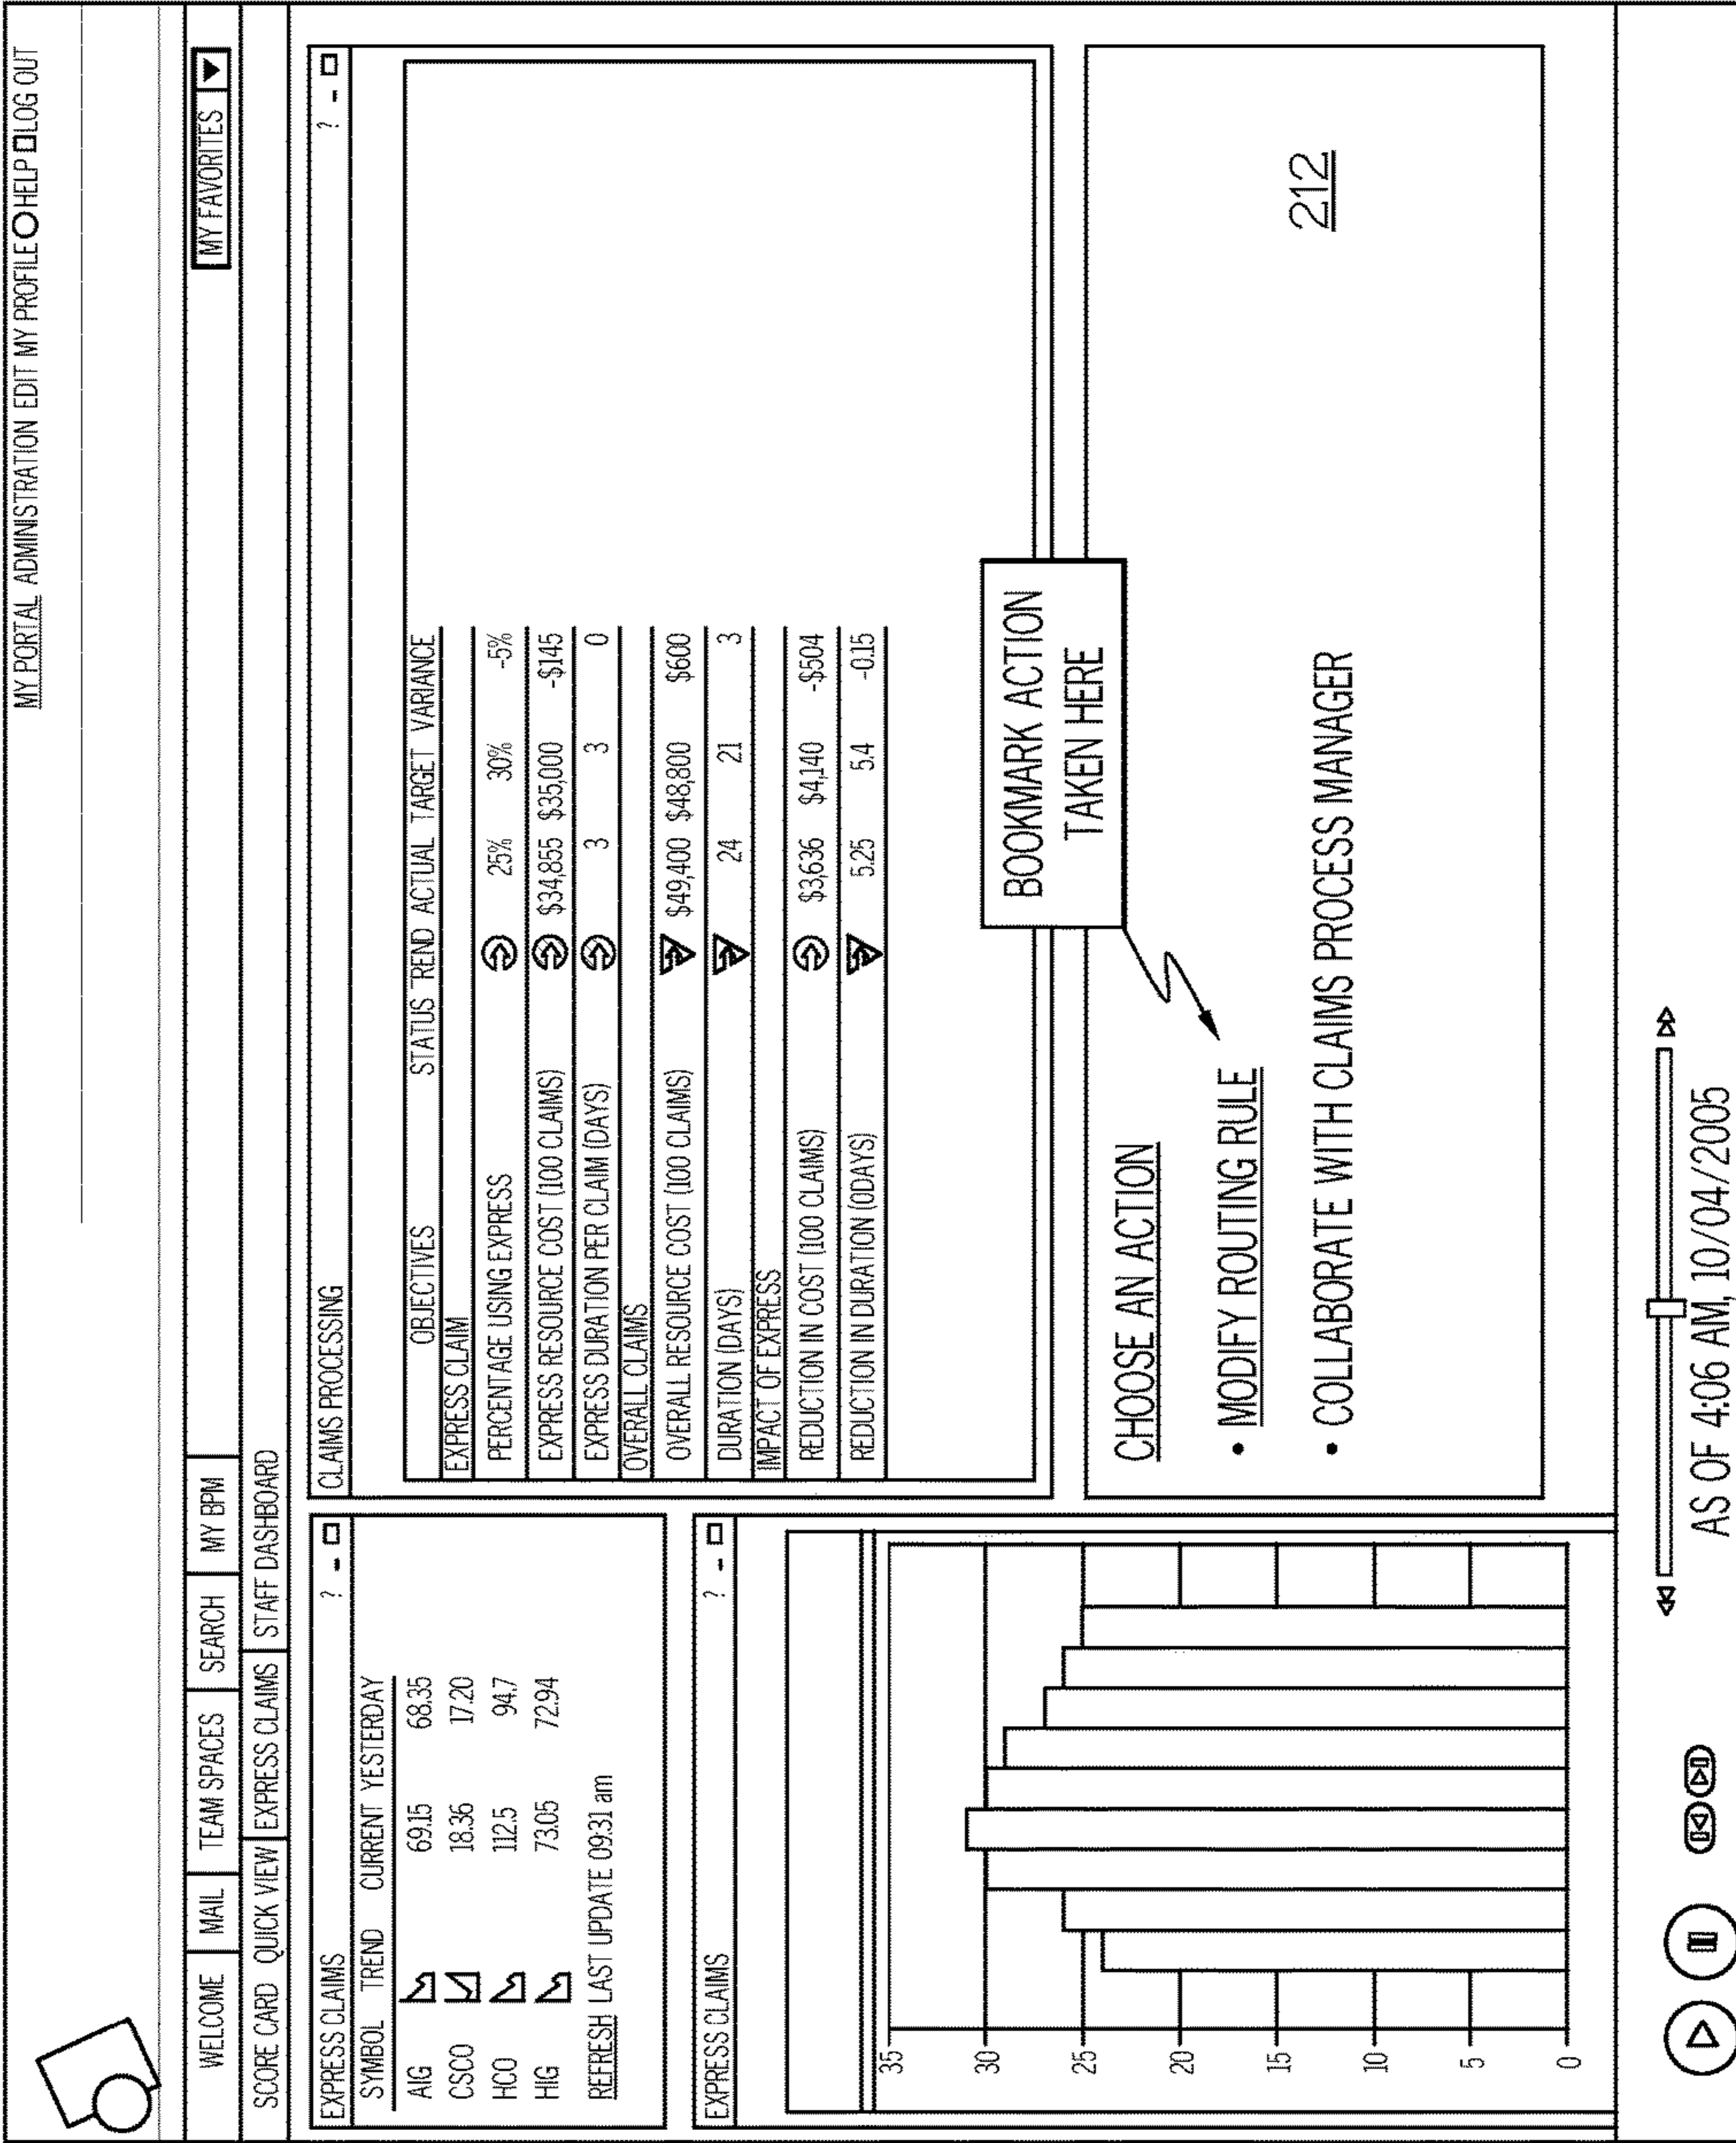 MY PORTAL ADMINISTRATION EDIT MY PROFILE HELP LOG OUT
WELCOME MAIL TEAM SPACES SEARCH MY BPM MY FAVORITES
SCORE CARD QUICK VIEW EXPRESS CLAIMS STAFF DASHBOARD
EXPRESS CLAIMS ? -
SYMBOL TREND CURRENT YESTERDAY
AIG 69.15 68.35
CSCO 18.36 17.20
HCO 112.5 94.7
HIG 73.05 72.94
REFRESH LAST UPDATE 09:31 am
EXPRESS CLAIMS ? -
35
30
25
20
15
10
5
0
CLAIMS PROCESSING ? -
OBJECTIVES STATUS TREND ACTUAL TARGET VARIANCE
EXPRESS CLAIM
PERCENTAGE USING EXPRESS 25% 30% -5%
EXPRESS RESOURCE COST (100 CLAIMS) $34,855 $35,000 -$145
EXPRESS DURATION PER CLAIM (DAYS) 3 3 0
OVERALL CLAIMS
OVERALL RESOURCE COST (100 CLAIMS) $49,400 $48,800 $600
DURATION (DAYS) 24 21 3
IMPACT OF EXPRESS
REDUCTION IN COST (100 CLAIMS) $3,636 $4,140 -$504
REDUCTION IN DURATION (0DAYS) 5.25 5.4 -0.15
BOOKMARK ACTION
TAKEN HERE
CHOOSE AN ACTION
• MODIFY ROUTING RULE
• COLLABORATE WITH CLAIMS PROCESS MANAGER
212
AS OF 4:06 AM, 10/04/2005